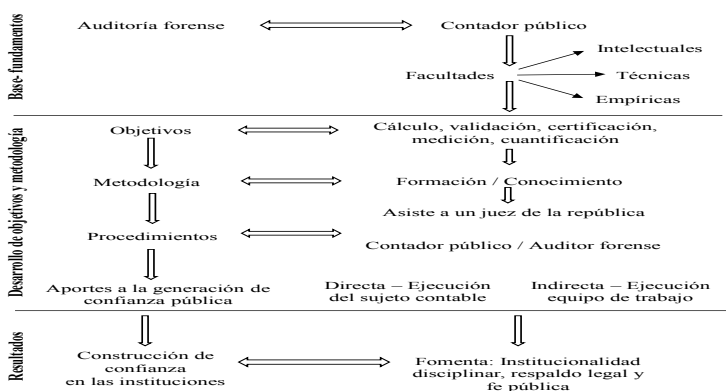 Base- fundamentos
Auditoría forense
Contador público
Facultades
Intelectuales
Técnicas
Empíricas
Desarrollo de objetivos y metodología
Objetivos
Cálculo, validación, certificación,
medición, cuantificación
Metodología
Formación / Conocimiento
Asiste a un juez de la república
Procedimientos
Contador público / Auditor forense
Aportes a la generación de
confianza pública
Directa – Ejecución
del sujeto contable
Indirecta – Ejecución
equipo de trabajo
Resultados
Construcción de
confianza
en las instituciones
Fomenta: Institucionalidad
disciplinar, respaldo legal y
fe pública